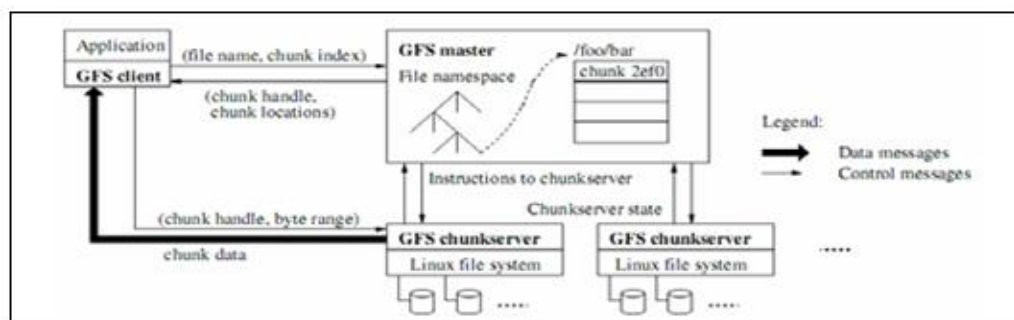 Application
GFS client
(file name, chunk index)
(chunk handle,
chunk locations)
GFS master
File namespace
/foo/bar
chunk 2ef0
Legend:
Data messages
Control messages
Instructions to chunkserver
Chunkserver state
(chunk handle, byte range)
chunk data
GFS chunkserver
Linux file system
GFS chunkserver
Linux file system